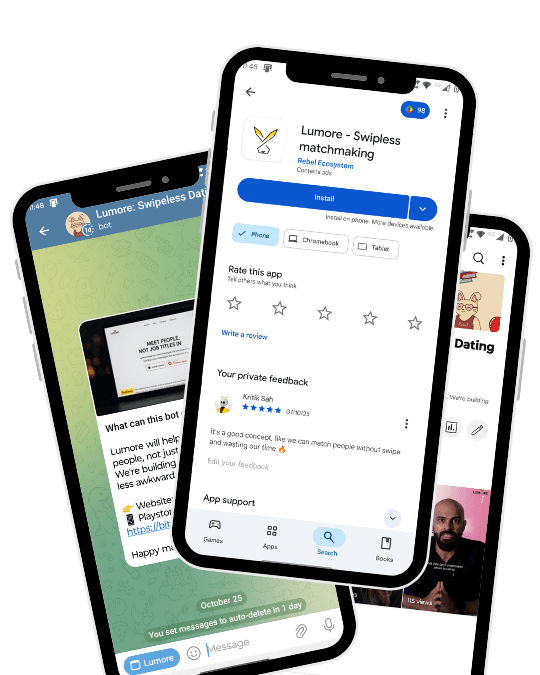 11:46
98
Lumore - Swipless
matchmaking
Rebel Ecosystem
Contains ads
Install
Install on phone. More devices available.
Phone
Chromebook
Tablet
Rate this app
Tell others what you think
Write a review
Your private feedback
Kritik Sah
07/10/25
it's a good concept, like we can match people without swipe
and wasting our time 🔥
Edit your feedback
App support
Games
Apps
Search
Books
11:46
Lumore: Swipeless Dati
1d
bot
MEET PEOPLE,
NOT JOB TITLES IN
What can this bot
Lumore will help
people, not just
We're building
less awkward
👉 Website:
Playstor
https://bit.
Happy ma
October 25
You set messages to auto-delete in 1 day
Lumore
Message
Dating
We're building
LUMORE
115 views